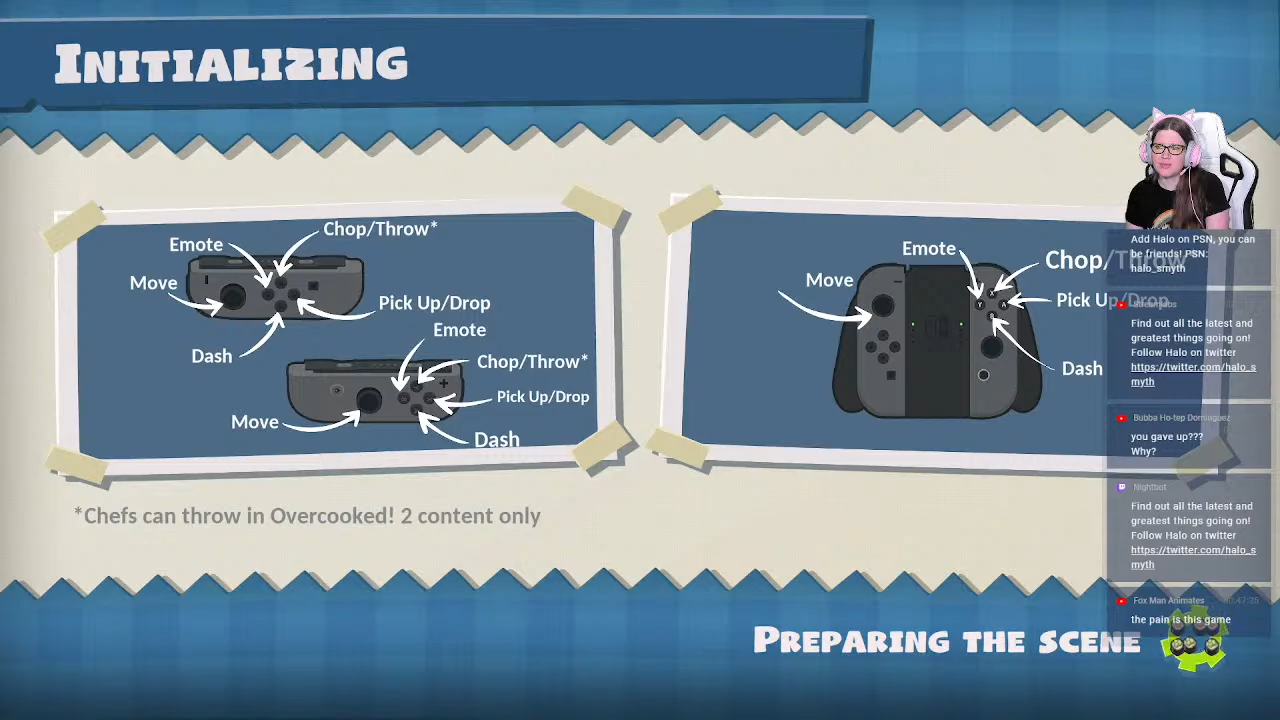 INITIALIZING
Chop/Throw*
Emote
Move
Pick Up/Drop
Dash
Emote
Chop/Throw*
Pick Up/Drop
Move
Dash
Emote
Chop/Throw
Move
Pick Up/Drop
Dash
*Chefs can throw in Overcooked! 2 content only
PREPARING THE SCENE
Add Halo on PSN, you can
be friends! PSN:
halo_smyth
Find out all the latest and
greatest things going on!
Follow Halo on twitter
https://twitter.com/halo_s
myth
Bubba Ho-tep Dominguez
you gave up???
Why?
Nightbot
Find out all the latest and
greatest things going on!
Follow Halo on twitter
https://twitter.com/halo_s
myth
Fox Man Animates
the pain is this game